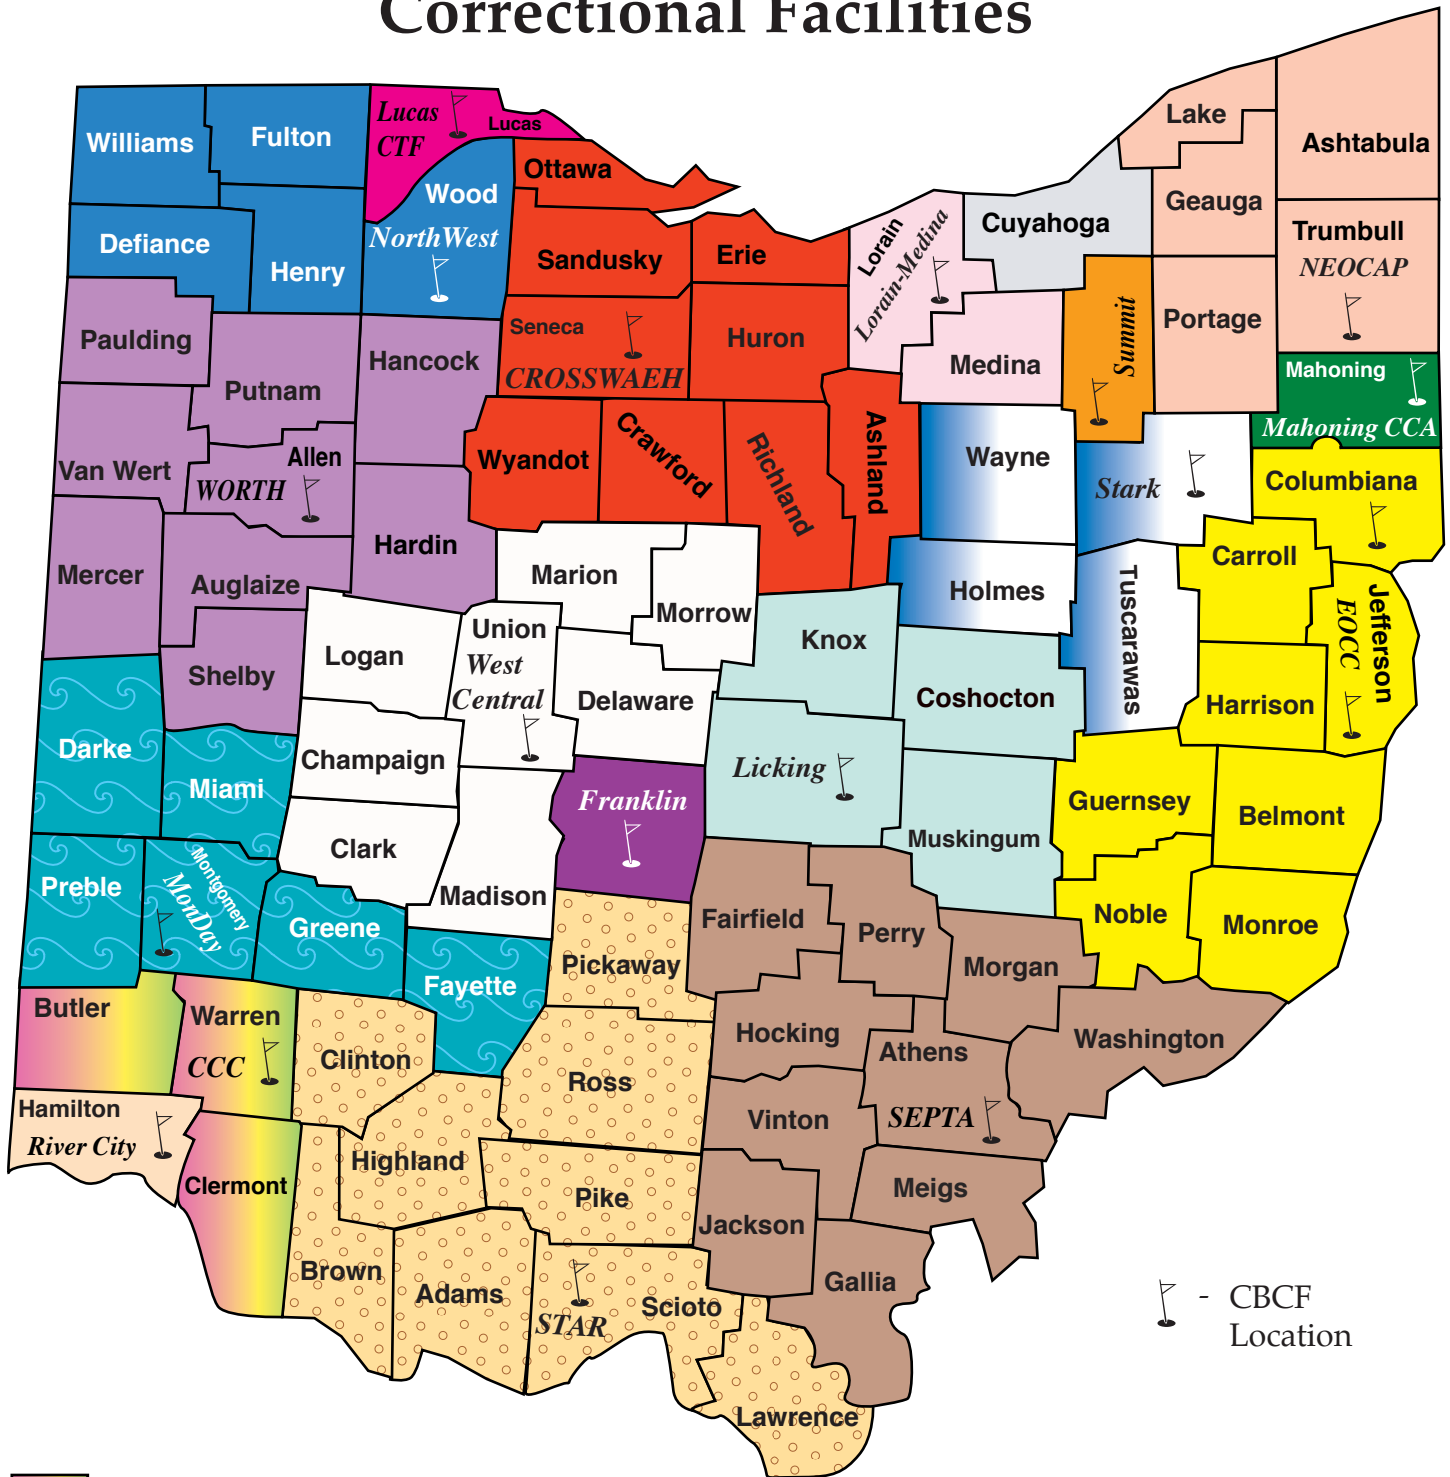 Correctional Facilities
Williams
Fulton
Lucas
CTF
Lucas
Ottawa
Wood
NorthWest
Defiance
Henry
Sandusky
Erie
Lorain
Lorain-Medina
Cuyahoga
Lake
Ashtabula
Geauga
Trumbull
NEOCAP
Paulding
Putnam
Hancock
Seneca
CROSSWAEH
Huron
Medina
Summit
Portage
Mahoning
Mahoning CCA
Van Wert
Allen
WORTH
Wyandot
Crawford
Richland
Ashland
Wayne
Stark
Columbiana
Mercer
Auglaize
Hardin
Marion
Morrow
Holmes
Tuscarawas
Carroll
Jefferson
EOCC
Shelby
Logan
Union
West
Central
Delaware
Knox
Coshocton
Harrison
Darke
Miami
Champaign
Franklin
Licking
Muskingum
Guernsey
Belmont
Preble
Montgomery
MonDay
Clark
Greene
Madison
Fairfield
Perry
Noble
Monroe
Fayette
Pickaway
Morgan
Butler
Warren
CCC
Clinton
Ross
Hocking
Athens
SEPTA
Washington
Hamilton
River City
Clermont
Highland
Pike
Vinton
Meigs
Jackson
Brown
Adams
Scioto
STAR
Gallia
Lawrence
- CBCF
Location